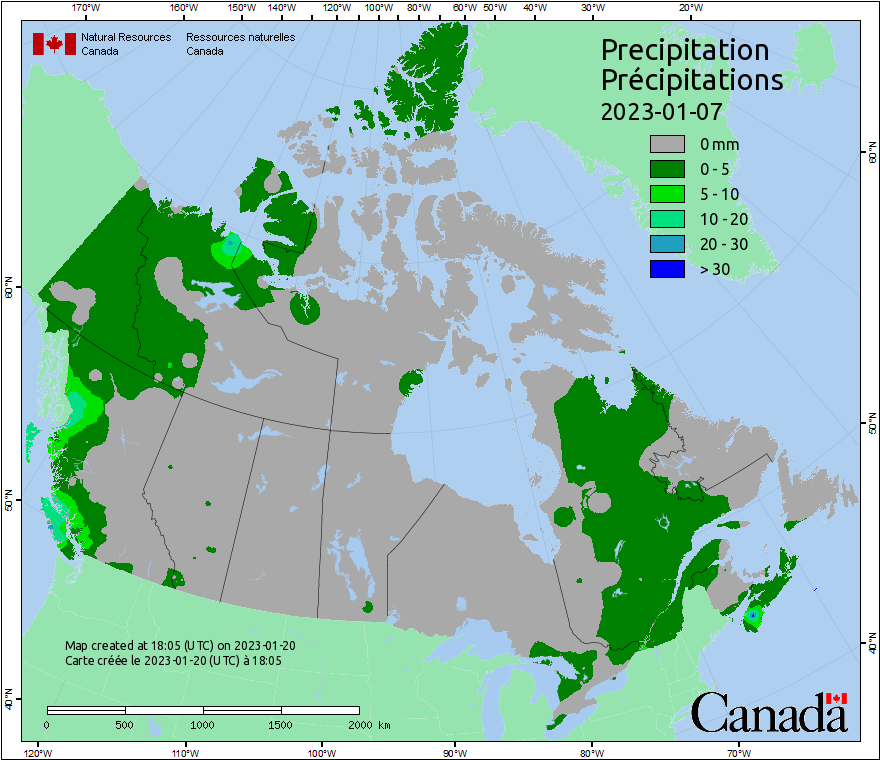 170°W 160°W 150°W 140°W 130°W 120°W 110°W 100°W 90°W 80°W 70°W 60°W 50°W 40°W 30°W 20°W
Natural Resources Canada
Ressources naturelles Canada
Precipitation
Précipitations
2023-01-07
0 mm
0 - 5
5 - 10
10 - 20
20 - 30
> 30
60°N
60°N
50°N
50°N
40°N
40°N
Map created at 18:05 (UTC) on 2023-01-20
Carte créée le 2023-01-20 (UTC) à 18:05
0 500 1000 1500 2000 km
Canada
120°W 110°W 100°W 90°W 80°W 70°W